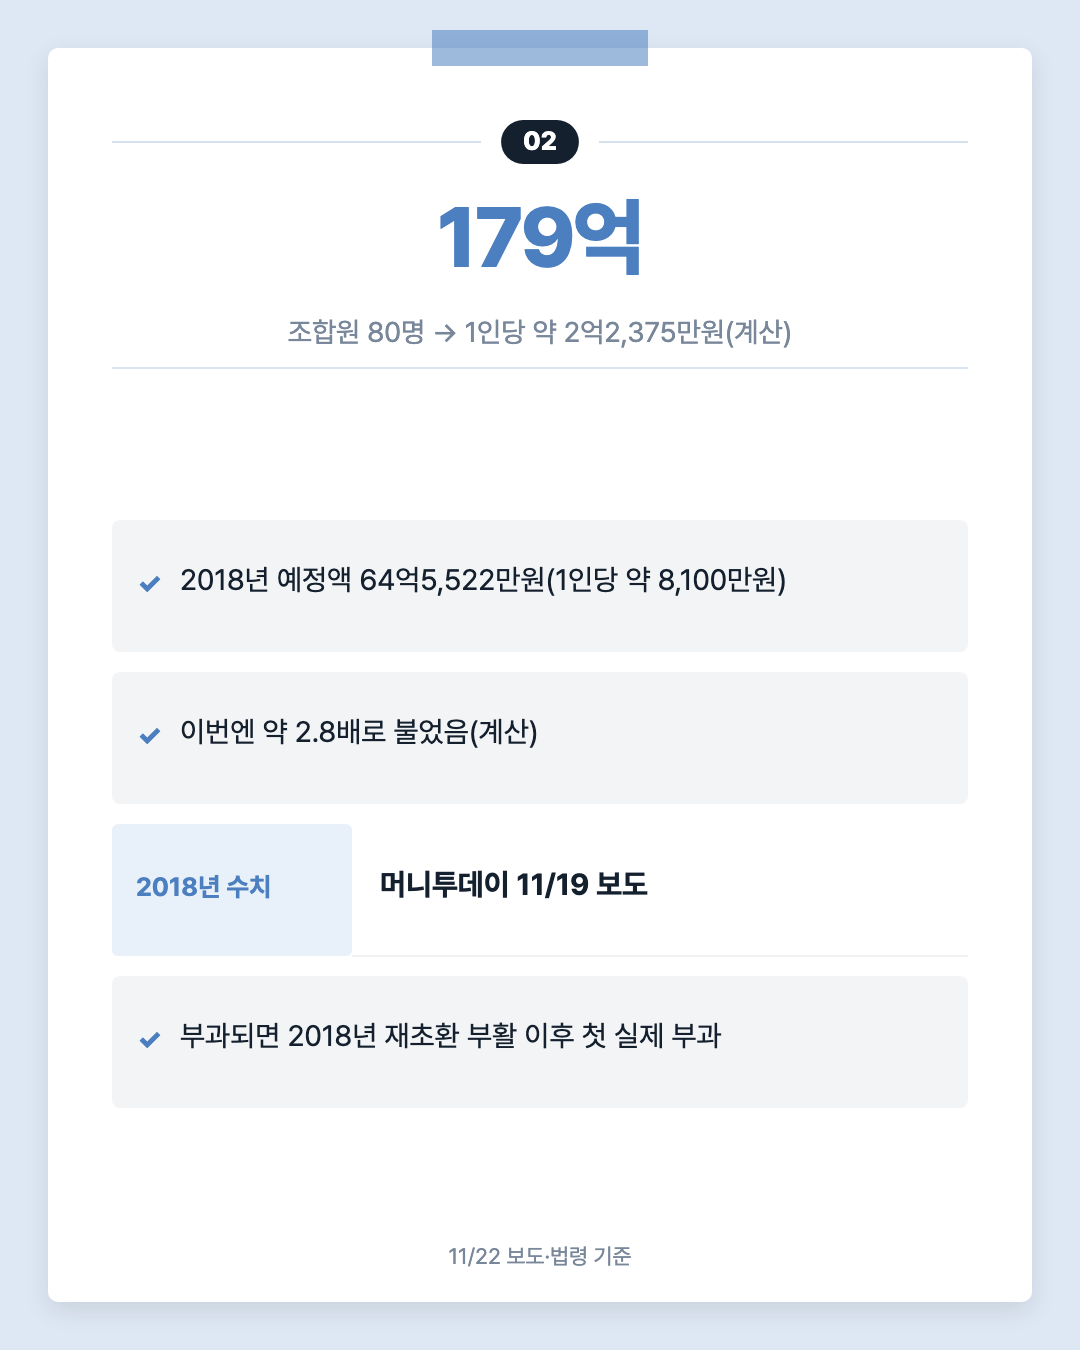 02
179억
조합원 80명 → 1인당 약 2억2,375만원(계산)
2018년 예정액 64억5,522만원(1인당 약 8,100만원)
이번엔 약 2.8배로 불었음(계산)
2018년 수치
머니투데이 11/19 보도
부과되면 2018년 재초환 부활 이후 첫 실제 부과
11/22 보도·법령 기준